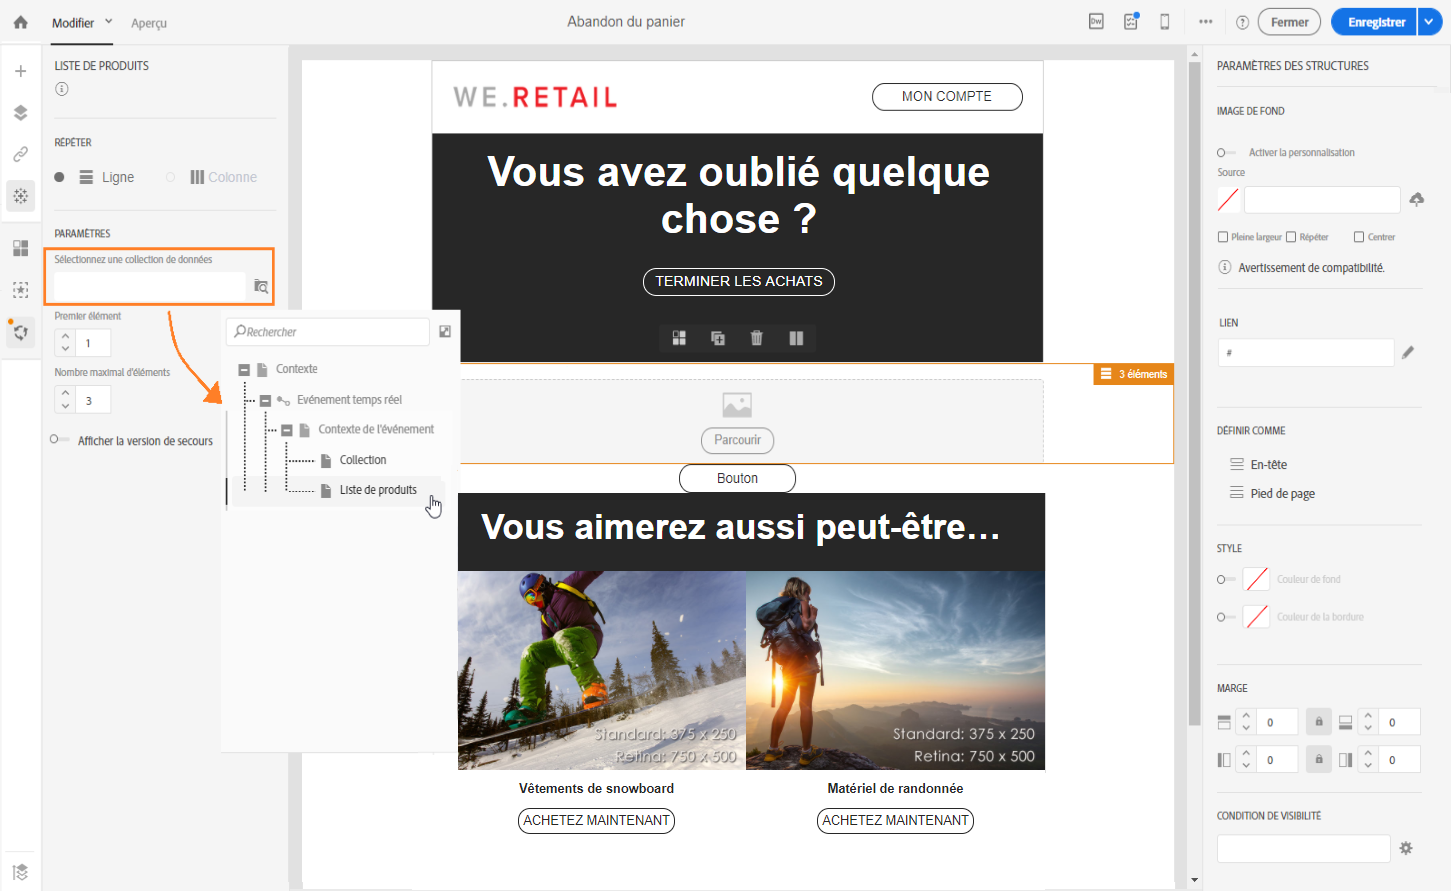 Modifier
Aperçu
Abandon du panier
Dw
Fermer
Enregistrer
LISTE DE PRODUITS
RÉPÉTER
Ligne
Colonne
PARAMÈTRES
Sélectionnez une collection de données
Premier élément
1
Nombre maximal d'éléments
3
Afficher la version de secours
Rechercher
Contexte
Evénement temps réel
Contexte de l'événement
Collection
Liste de produits
WE.RETAIL
MON COMPTE
Vous avez oublié quelque
chose ?
TERMINER LES ACHATS
3 éléments
Parcourir
Bouton
Vous aimerez aussi peut-être...
Standard: 375 x 250
Retina: 750 x 500
Standard: 375 x 250
Retina: 750 x 500
Vêtements de snowboard
Matériel de randonnée
ACHETEZ MAINTENANT
ACHETEZ MAINTENANT
PARAMÈTRES DES STRUCTURES
IMAGE DE FOND
Activer la personnalisation
Source
Pleine largeur
Répéter
Centrer
Avertissement de compatibilité.
LIEN
#
DÉFINIR COMME
En-tête
Pied de page
STYLE
Couleur de fond
Couleur de la bordure
MARGE
0
0
0
0
CONDITION DE VISIBILITÉ